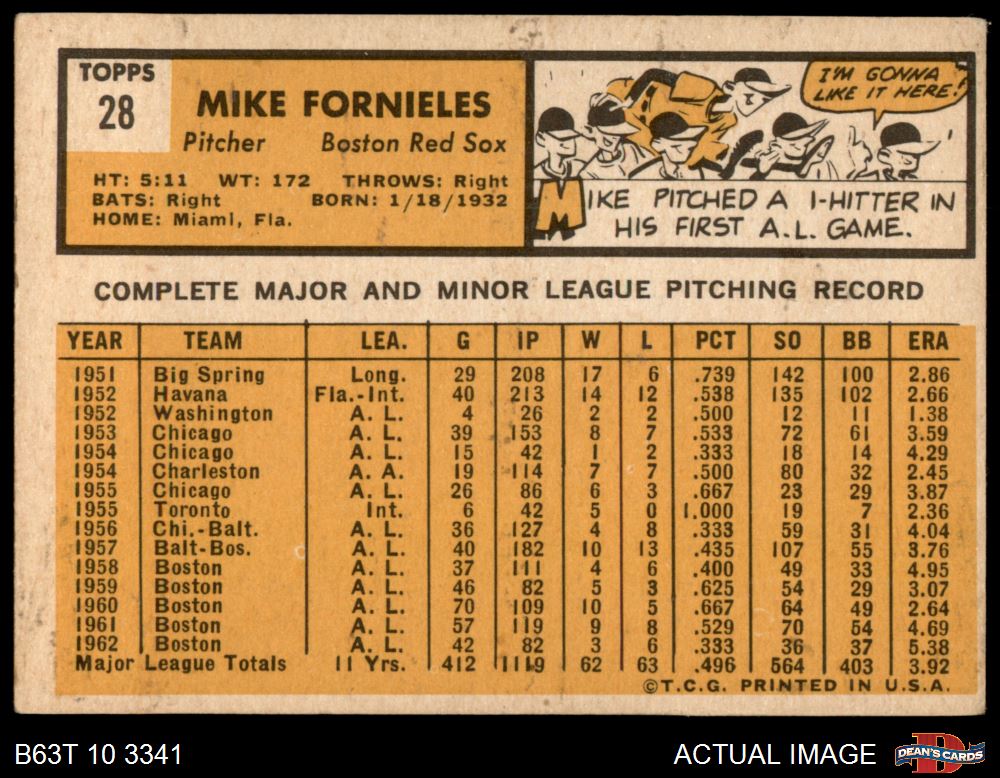 TOPPS
28
MIKE FORNIELES
Pitcher Boston Red Sox
HT: 5:11 WT: 172 THROWS: Right
BATS: Right BORN: 1/18/1932
HOME: Miami, Fla.
I'M GONNA
LIKE IT HERE!
MIKE PITCHED A 1-HITTER IN
HIS FIRST A.L. GAME.
COMPLETE MAJOR AND MINOR LEAGUE PITCHING RECORD
YEAR TEAM LEA. G IP W L PCT SO BB ERA
1951 Big Spring Long. 29 208 17 6 .739 142 100 2.86
1952 Havana Fla.-Int. 40 213 14 12 .538 135 102 2.66
1952 Washington A. L. 4 26 2 2 .500 12 11 1.38
1953 Chicago A. L. 39 153 8 7 .533 72 61 3.59
1954 Chicago A. L. 15 42 1 2 .333 18 14 4.29
1954 Charleston A. A. 19 114 7 7 .500 80 32 2.45
1955 Chicago A. L. 26 86 6 3 .667 23 29 3.87
1955 Toronto Int. 6 42 5 0 1.000 19 7 2.36
1956 Chi.-Balt. A. L. 36 127 4 8 .333 59 31 4.04
1957 Balt-Bos. A. L. 40 182 10 13 .435 107 55 3.76
1958 Boston A. L. 37 111 4 6 .400 49 33 4.95
1959 Boston A. L. 46 82 5 3 .625 54 29 3.07
1960 Boston A. L. 70 109 10 5 .667 64 49 2.64
1961 Boston A. L. 57 119 9 8 .529 70 54 4.69
1962 Boston A. L. 42 82 3 6 .333 36 37 5.38
Major League Totals 11 Yrs. 412 1119 62 63 .496 564 403 3.92
©T.C.G. PRINTED IN U.S.A.
B63T 10 3341 ACTUAL IMAGE DEAN'S CARDS